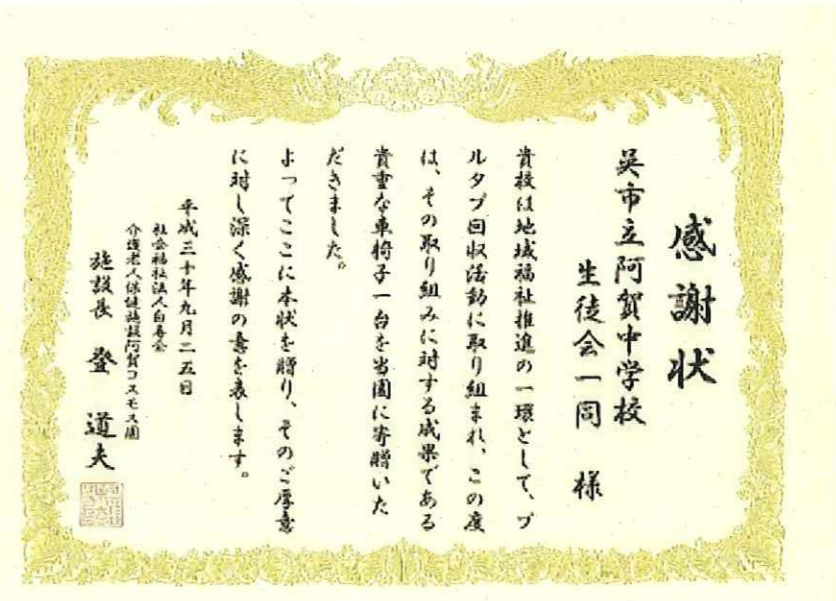 感謝状
呉市立阿賀中学校
生徒会一同 様
貴校は地域福祉推進の一環として、プ
ルタブ回収活動に取り組まれ、この度
は、その取り組みに対する成果である
貴重な車椅子一台を当園に寄贈いた
だきました。
よってここに本状を贈り、そのご厚意
に対し深く感謝の意を表します。
平成三十年九月二五日
社会福祉法人白寿会
介護老人保健施設阿賀コスモス園
施設長 登 道夫